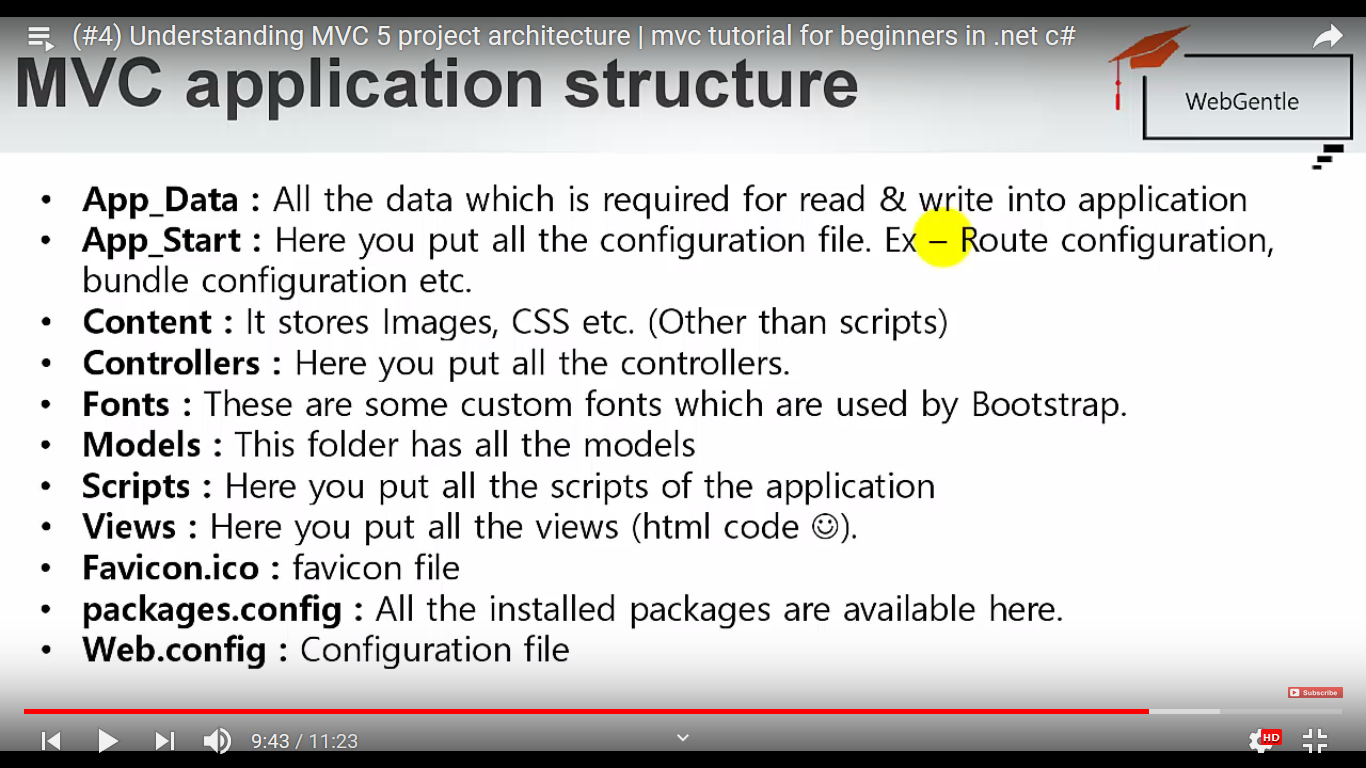 (#4) Understanding MVC 5 project architecture | mvc tutorial for beginners in .net c#
MVC application structure
WebGentle
• App_Data : All the data which is required for read & write into application
• App_Start : Here you put all the configuration file. Ex – Route configuration,
bundle configuration etc.
• Content : It stores Images, CSS etc. (Other than scripts)
• Controllers : Here you put all the controllers.
• Fonts : These are some custom fonts which are used by Bootstrap.
• Models : This folder has all the models
• Scripts : Here you put all the scripts of the application
• Views : Here you put all the views (html code ☺).
• Favicon.ico : favicon file
• packages.config : All the installed packages are available here.
• Web.config : Configuration file
Subscribe
9:43 / 11:23
HD